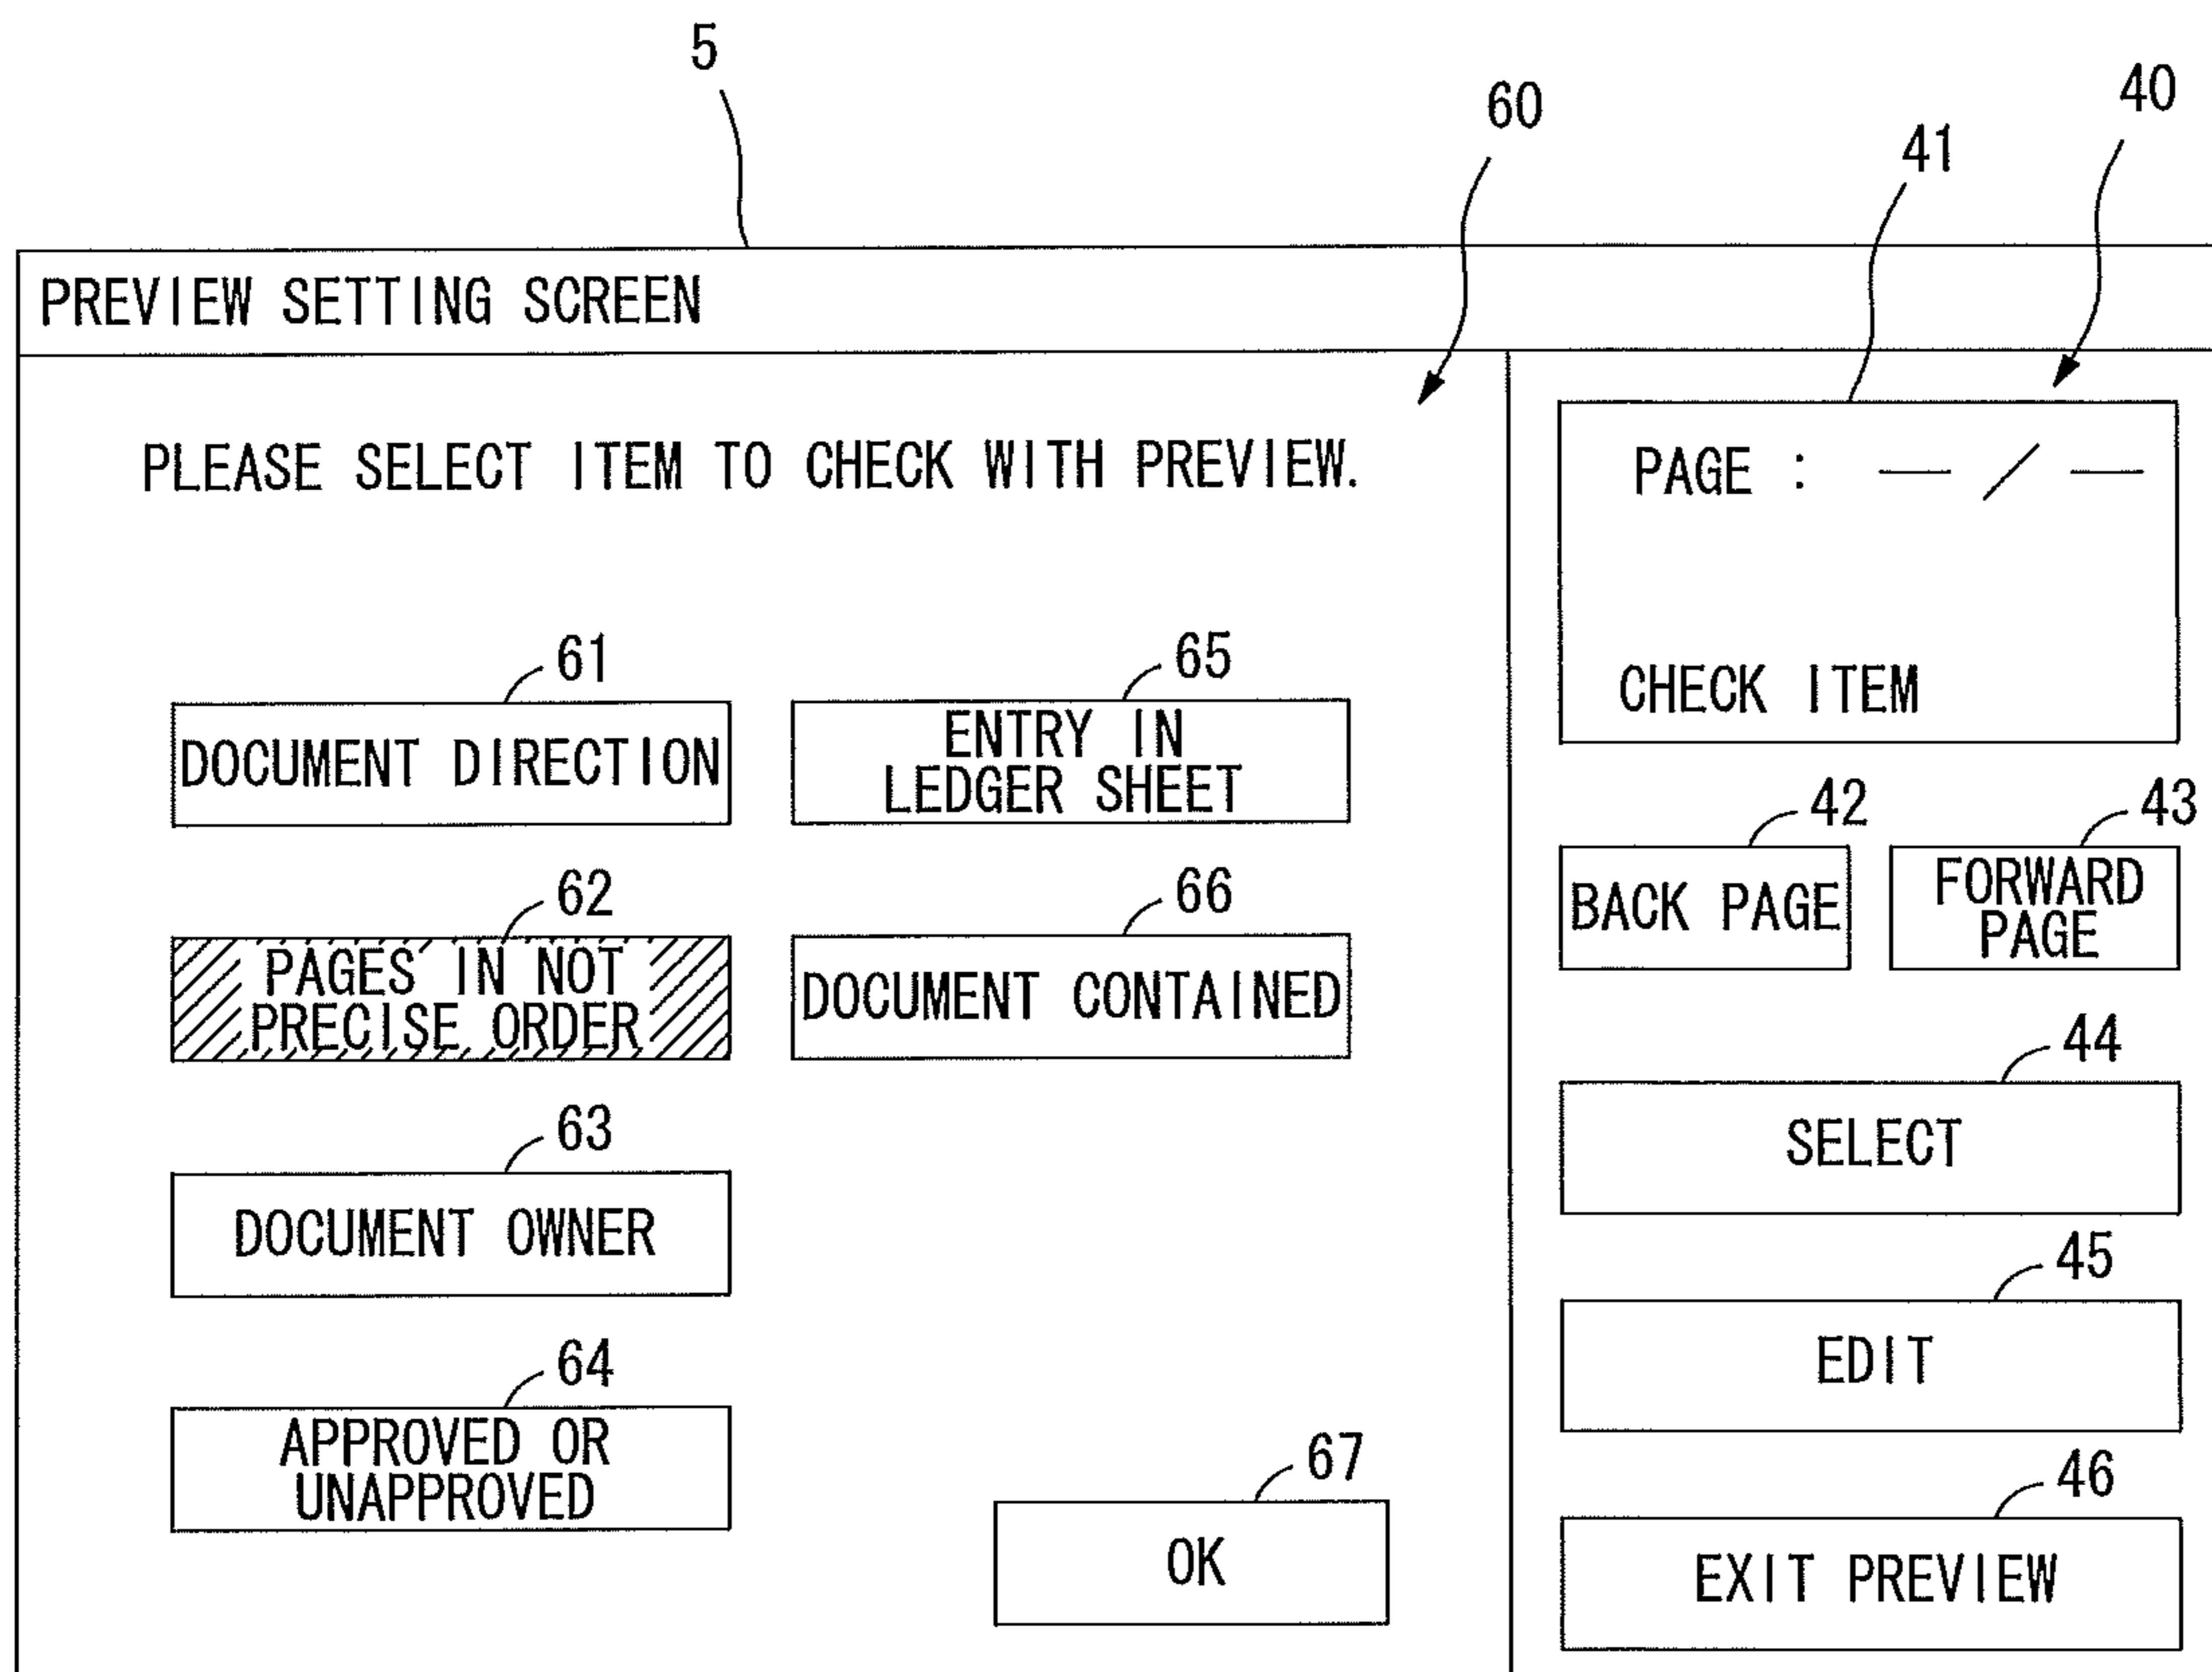 5
60
41
40
PREVIEW SETTING SCREEN
PLEASE SELECT ITEM TO CHECK WITH PREVIEW.
61
DOCUMENT DIRECTION
65
ENTRY IN
LEDGER SHEET
62
PAGES IN NOT
PRECISE ORDER
66
DOCUMENT CONTAINED
63
DOCUMENT OWNER
64
APPROVED OR
UNAPPROVED
67
OK
PAGE : — / —
CHECK ITEM
42
BACK PAGE
43
FORWARD
PAGE
44
SELECT
45
EDIT
46
EXIT PREVIEW